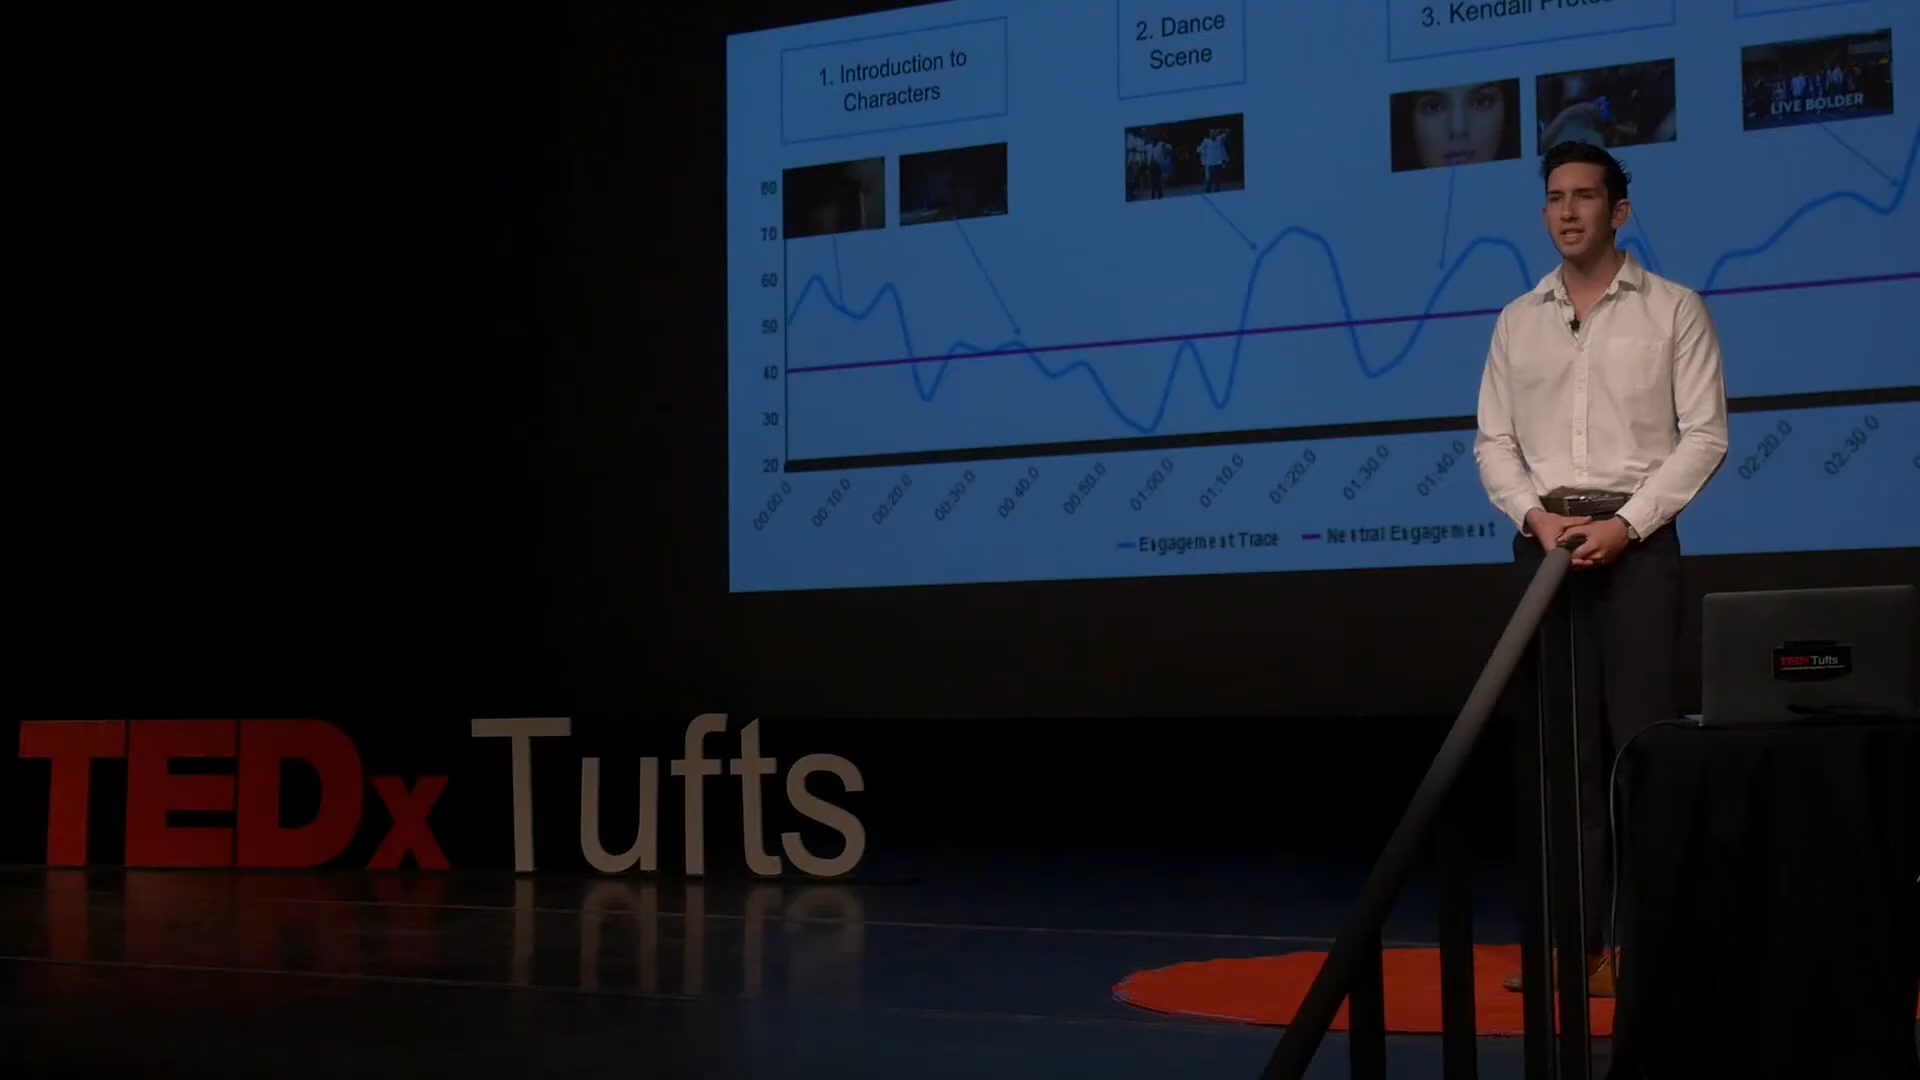 1. Introduction to
Characters
2. Dance
Scene
3. Kendall
LIVE BOLDER
80
70
60
50
40
30
20
00:00.0
00:10.0
00:20.0
00:30.0
00:40.0
00:50.0
01:00.0
01:10.0
01:20.0
01:30.0
01:40.0
02:20.0
02:30.0
Engagement Trace
Neutral Engagement
TEDx Tufts
TEDx Tufts